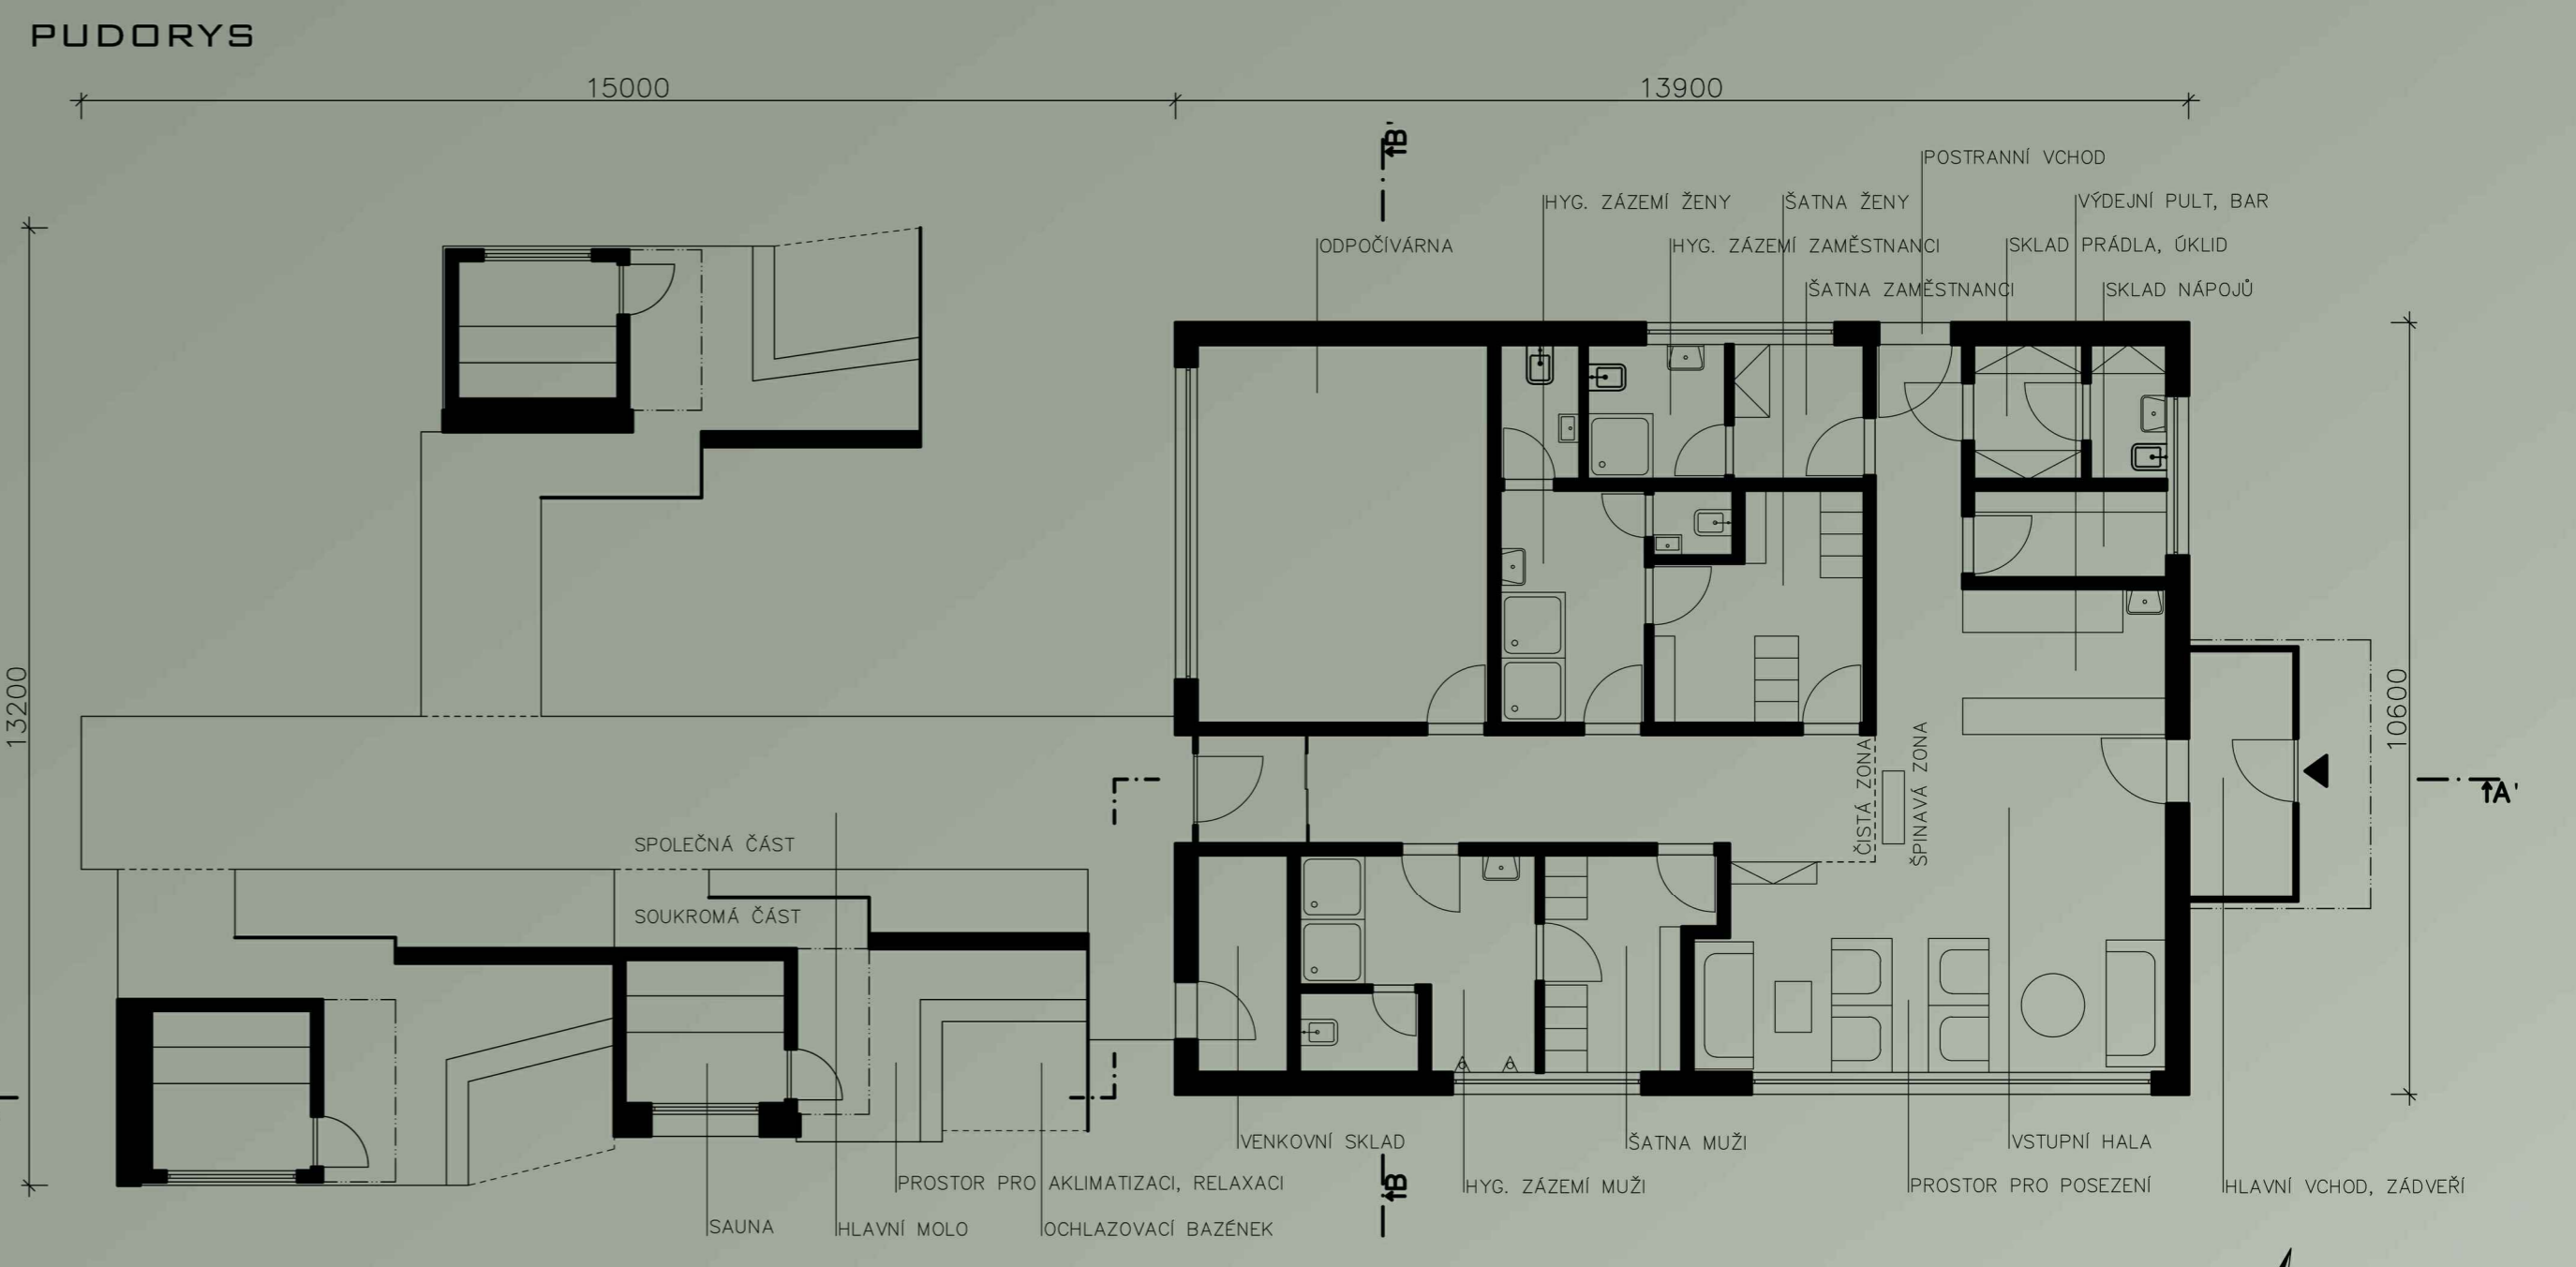 PUDORYS
15000
13900
B'
POSTRANNÍ VCHOD
HYG. ZÁZEMÍ ŽENY
ŠATNA ŽENY
VÝDEJNÍ PULT, BAR
ODPOČÍVÁRNA
HYG. ZÁZEMÍ ZAMĚSTNANCI
SKLAD PRÁDLA, ÚKLID
ŠATNA ZAMĚSTNANCI
SKLAD NÁPOJŮ
13200
10600
ČISTÁ ZONA
ŠPINAVÁ ZONA
A'
SPOLEČNÁ ČÁST
SOUKROMÁ ČÁST
VENKOVNÍ SKLAD
ŠATNA MUŽI
VSTUPNÍ HALA
PROSTOR PRO AKLIMATIZACI, RELAXACI
B
HYG. ZÁZEMÍ MUŽI
PROSTOR PRO POSEZENÍ
HLAVNÍ VCHOD, ZÁDVEŘÍ
SAUNA
HLAVNÍ MOLO
OCHLAZOVACÍ BAZÉNEK